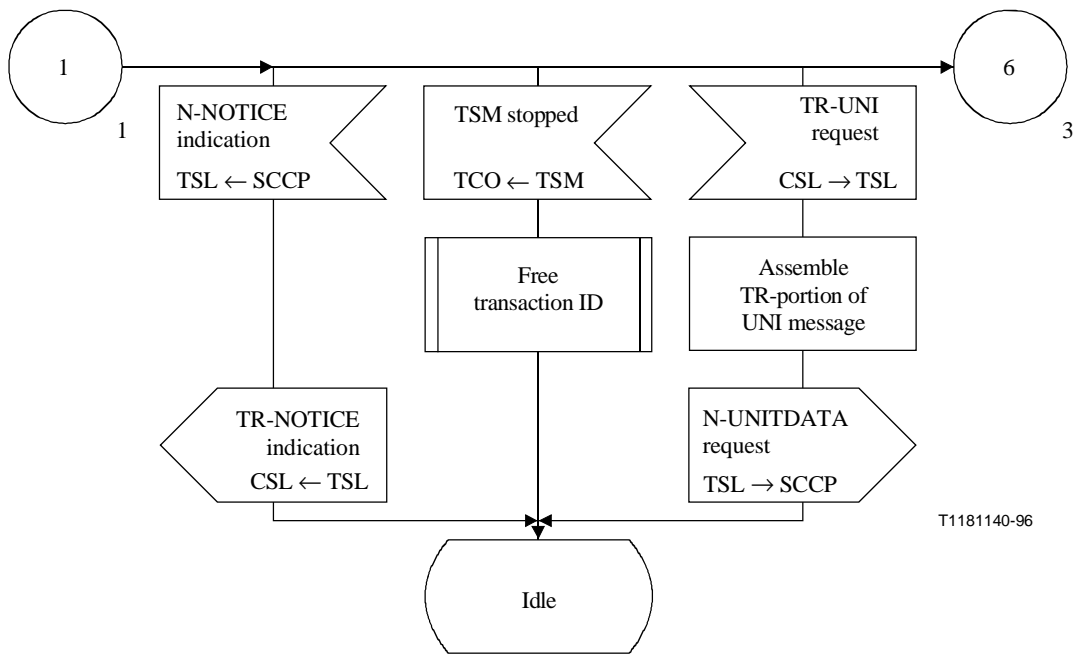 1
1
6
3
N-NOTICE
indication
TSL ← SCCP
TSM stopped
TCO ← TSM
TR-UNI
request
CSL → TSL
Free
transaction ID
Assemble
TR-portion of
UNI message
TR-NOTICE
indication
CSL ← TSL
N-UNITDATA
request
TSL → SCCP
T1181140-96
Idle